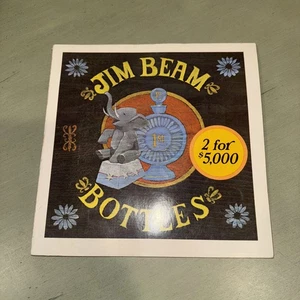 JIM BEAM
2 for
$5,000
BOTTLES